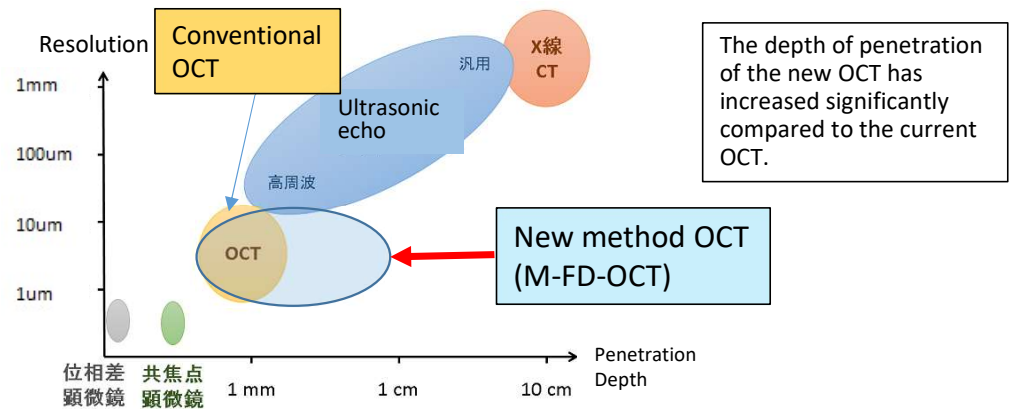 Resolution
Conventional
OCT
X線
CT
汎用
The depth of penetration
of the new OCT has
increased significantly
compared to the current
OCT.
1mm
Ultrasonic
echo
100um
高周波
10um
OCT
New method OCT
(M-FD-OCT)
1um
位相差
顕微鏡
共焦点
顕微鏡
1 mm
1 cm
10 cm
Penetration
Depth